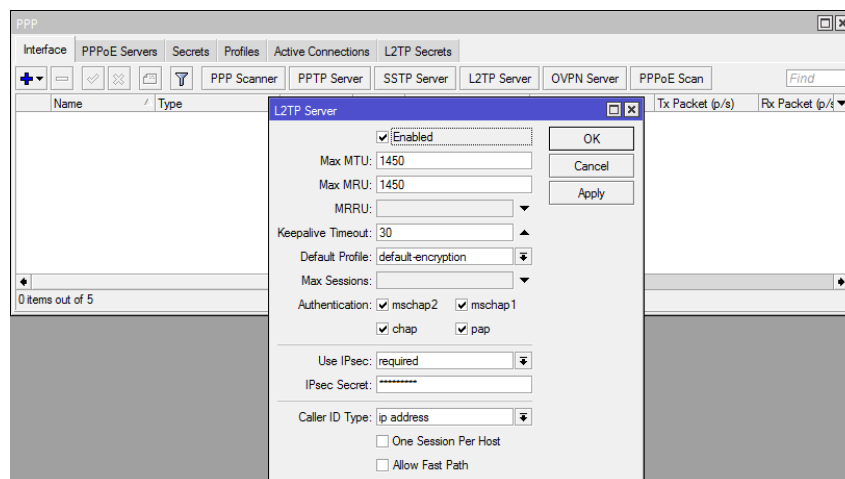 PPP
Interface PPPoE Servers Secrets Profiles Active Connections L2TP Secrets
PPP Scanner PPTP Server SSTP Server L2TP Server OVPN Server PPPoE Scan Find
Name Type Tx Packet (p/s) Rx Packet (p/s
L2TP Server
Enabled OK
Max MTU: 1450 Cancel
Max MRU: 1450 Apply
MRRU:
Keepalive Timeout: 30
Default Profile: default-encryption
Max Sessions:
0 items out of 5
Authentication: mschap2 mschap1
chap pap
Use IPsec: required
IPsec Secret: *********
Caller ID Type: ip address
One Session Per Host
Allow Fast Path